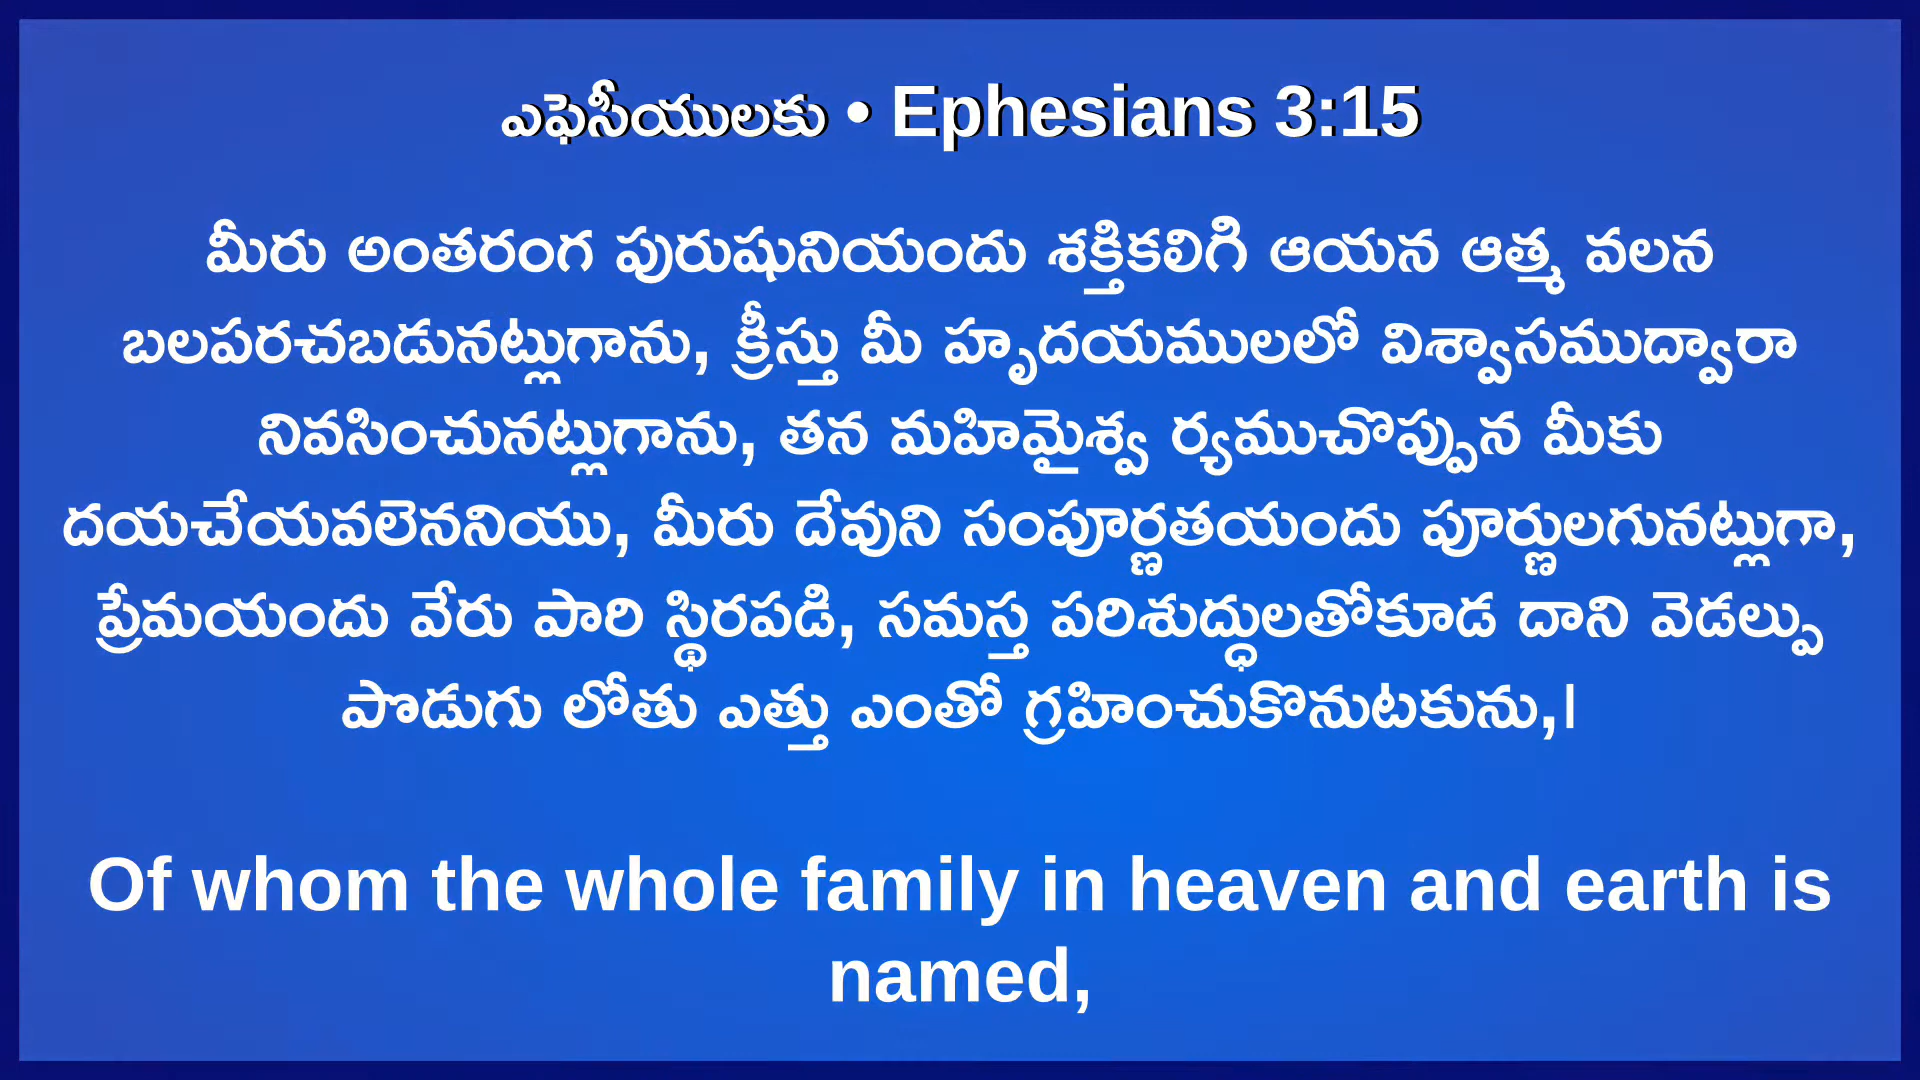 ఎఫెసీయులకు • Ephesians 3:15
మీరు అంతరంగ పురుషునియందు శక్తికలిగి ఆయన ఆత్మ వలన
బలపరచబడునట్లుగాను, క్రీస్తు మీ హృదయములలో విశ్వాసముద్వారా
నివసించునట్లుగాను, తన మహిమైశ్వ ర్యముచొప్పున మీకు
దయచేయవలెననియు, మీరు దేవుని సంపూర్ణతయందు పూర్ణులగునట్లుగా,
ప్రేమయందు వేరు పారి స్థిరపడి, సమస్త పరిశుద్ధులతోకూడ దాని వెడల్పు
పొడుగు లోతు ఎత్తు ఎంతో గ్రహించుకొనుటకును,।
Of whom the whole family in heaven and earth is
named,